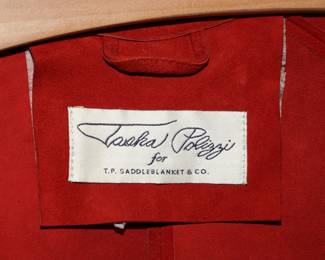 Tasha Polizzi
for
T.P. SADDLEBLANKET & CO.